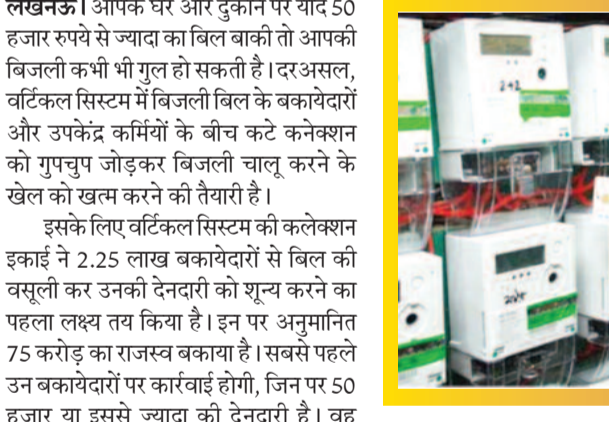 लखनऊ। आपके घर और दुकान पर यदि 50
हजार रुपये से ज्यादा का बिल बाकी तो आपकी
बिजली कभी भी गुल हो सकती है। दरअसल,
वर्टिकल सिस्टम में बिजली बिल के बकायेदारों
और उपकेंद्र कर्मियों के बीच कटे कनेक्शन
को गुपचुप जोड़कर बिजली चालू करने के
खेल को खत्म करने की तैयारी है।
इसके लिए वर्टिकल सिस्टम की कलेक्शन
इकाई ने 2.25 लाख बकायेदारों से बिल की
वसूली कर उनकी देनदारी को शून्य करने का
पहला लक्ष्य तय किया है। इन पर अनुमानित
75 करोड़ का राजस्व बकाया है। सबसे पहले
उन बकायेदारों पर कार्रवाई होगी, जिन पर 50
हजार या इससे ज्यादा की देनदारी है। वह